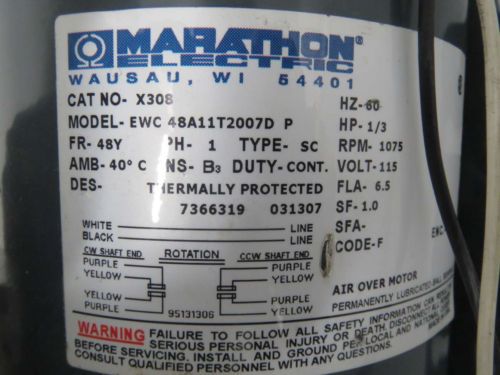 MARATHON
ELECTRIC
WAUSAU, WI 54401
CAT NO- X308 HZ-60
MODEL- EWC 48A11T2007D P HP- 1/3
FR- 48Y PH- 1 TYPE- SC RPM- 1075
AMB-40° C INS- B3 DUTY-CONT. VOLT-115
DES- THERMALLY PROTECTED FLA- 6.5
7366319 031307 SF- 1.0
WHITE LINE SFA-
BLACK LINE CODE-F
CW SHAFT END ROTATION CCW SHAFT END
PURPLE PURPLE
YELLOW YELLOW
YELLOW YELLOW
PURPLE PURPLE
95131306
AIR OVER MOTOR
PERMANENTLY LUBRICATED BALL
WARNING FAILURE TO FOLLOW ALL SAFETY INFORMATION CAN
SERIOUS PERSONAL INJURY OR DEATH. DISCONNECT ALL
BEFORE SERVICING. INSTALL AND GROUND PER LOCAL AND
CONSULT QUALIFIED PERSONNEL WITH ANY QUESTIONS.